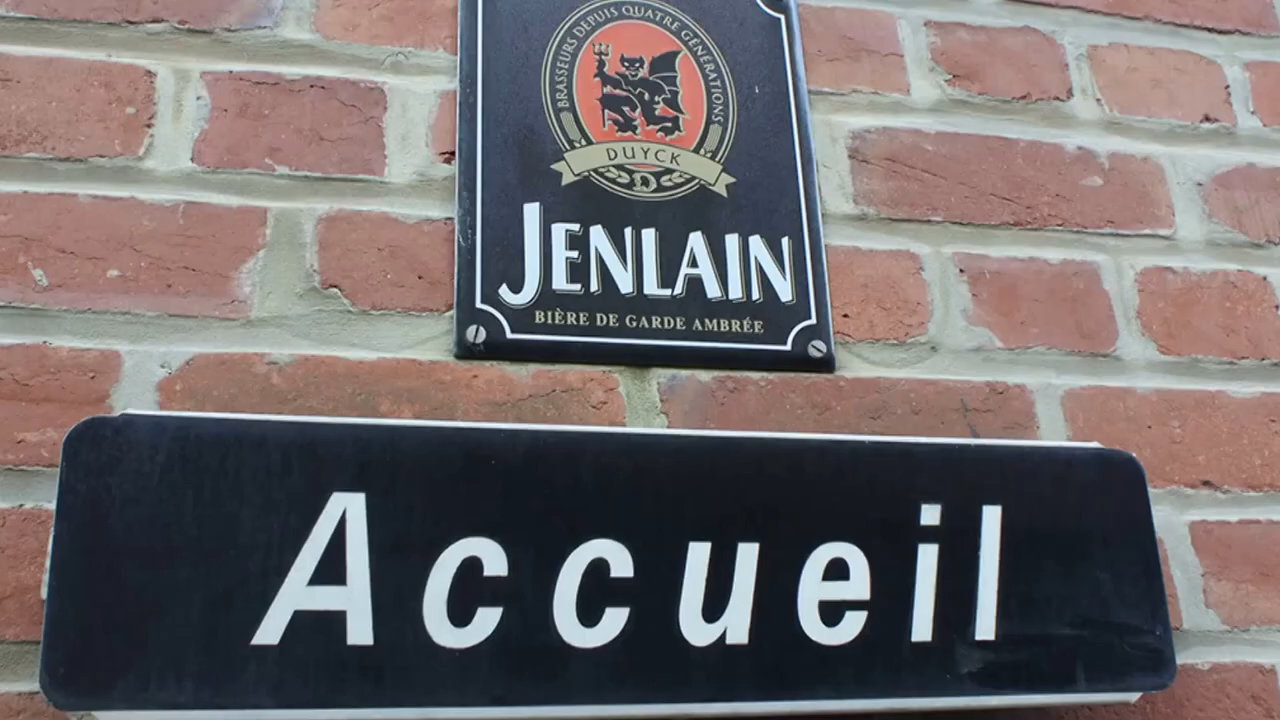 BRASSEURS DEPUIS QUATRE GÉNÉRATIONS
DUYCK
D
JENLAIN
BIÈRE DE GARDE AMBRÉE
Accueil